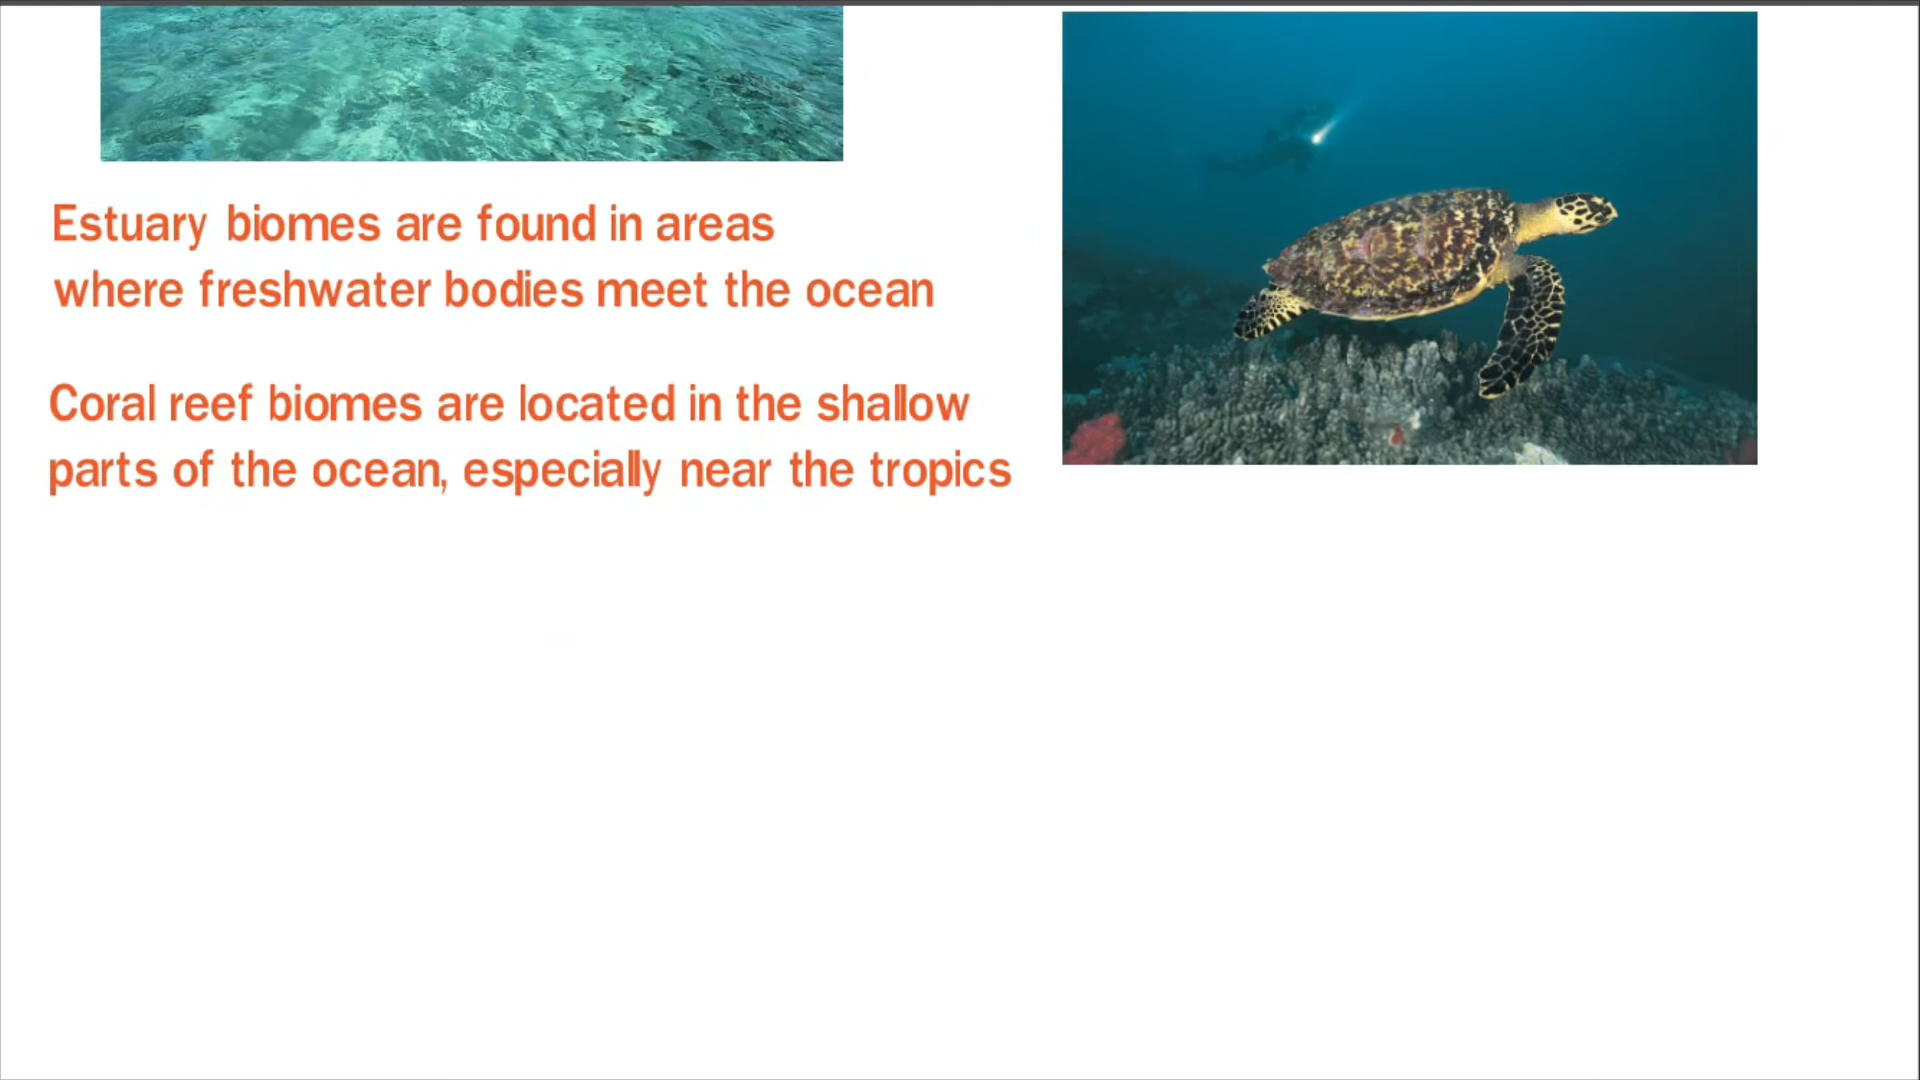 Estuary biomes are found in areas
where freshwater bodies meet the ocean
Coral reef biomes are located in the shallow
parts of the ocean, especially near the tropics